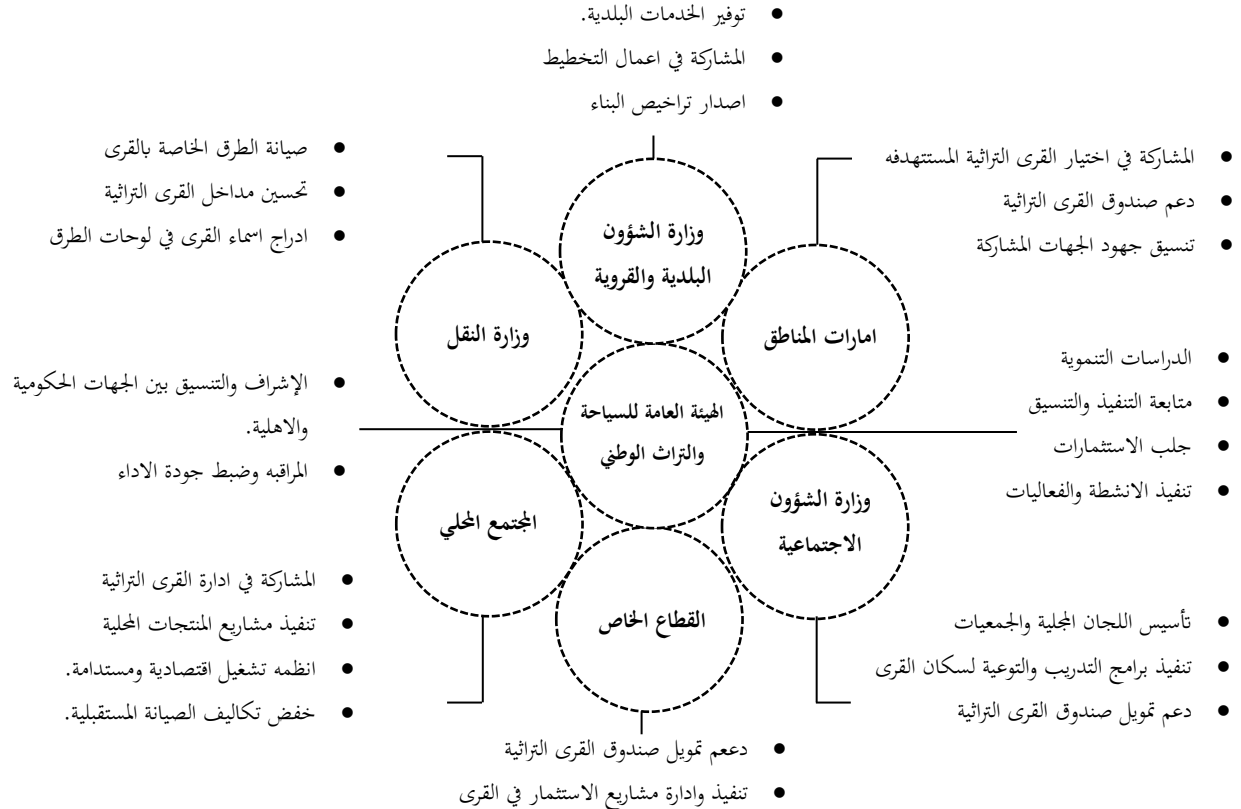 ● توفير الخدمات البلدية.
● المشاركة في اعمال التخطيط
● اصدار تراخيص البناء
● المشاركة في اختيار القرى التراثية المستتهدفه
● دعم صندوق القرى التراثية
● تنسيق جهود الجهات المشاركة
● صيانة الطرق الخاصة بالقرى
● تحسين مداخل القرى التراثية
● ادراج اسماء القرى في لوحات الطرق
وزارة الشؤون
البلدية والقروية
امارات المناطق
وزارة النقل
● الدراسات التنموية
● متابعة التنفيذ والتنسيق
● جلب الاستثمارات
● تنفيذ الانشطة والفعاليات
الهيئة العامة للسياحة
والتراث الوطني
● الإشراف والتنسيق بين الجهات الحكومية
والاهلية.
● المراقبه وضبط جودة الاداء
وزارة الشؤون
الاجتماعية
المجتمع المحلي
القطاع الخاص
● تأسيس اللجان المجلية والجمعيات
● تنفيذ برامج التدريب والتوعية لسكان القرى
● دعم تمويل صندوق القرى التراثية
● المشاركة في ادارة القرى التراثية
● تنفيذ مشاريع المنتجات المحلية
● انظمه تشغيل اقتصادية ومستدامة.
● خفض تكاليف الصيانة المستقبلية.
● دععم تمويل صندوق القرى التراثية
● تنفيذ وادارة مشاريع الاستثمار في القرى